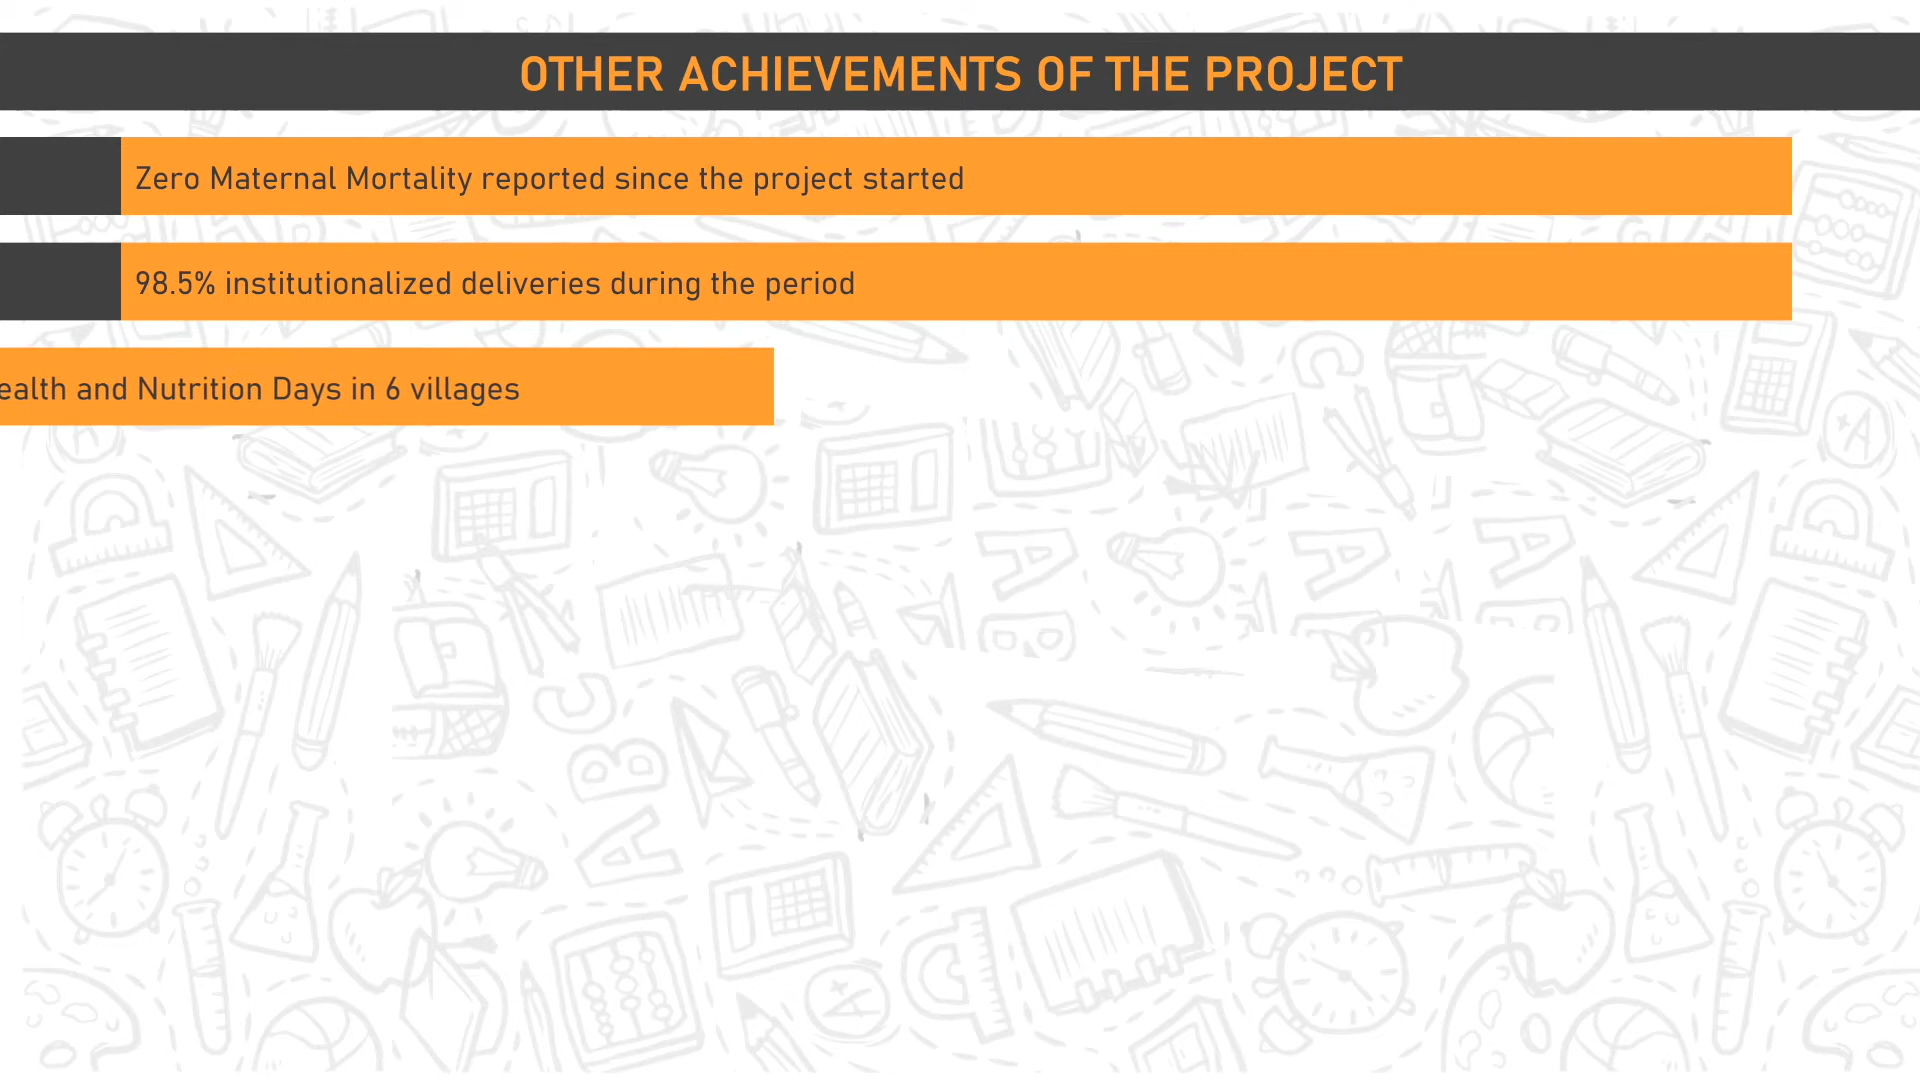 OTHER ACHIEVEMENTS OF THE PROJECT
Zero Maternal Mortality reported since the project started
98.5% institutionalized deliveries during the period
ealth and Nutrition Days in 6 villages